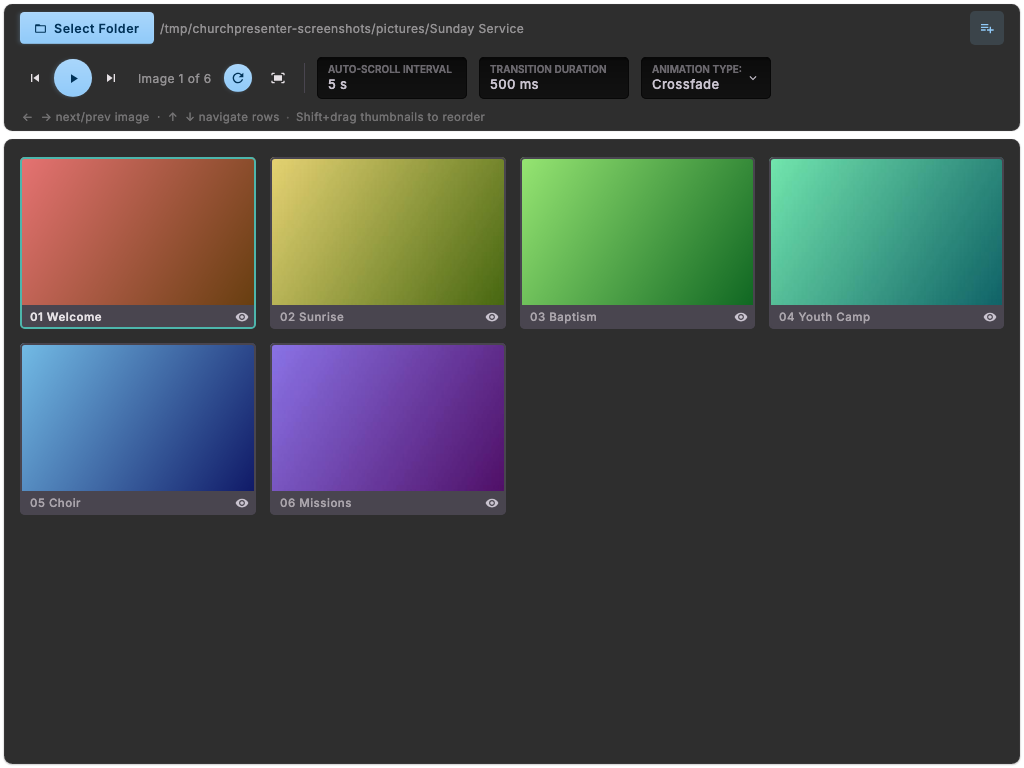 Select Folder /tmp/churchpresenter-screenshots/pictures/Sunday Service
Image 1 of 6
AUTO-SCROLL INTERVAL
5 s
TRANSITION DURATION
500 ms
ANIMATION TYPE:
Crossfade
← → next/prev image · ↑ ↓ navigate rows · Shift+drag thumbnails to reorder
01 Welcome
02 Sunrise
03 Baptism
04 Youth Camp
05 Choir
06 Missions